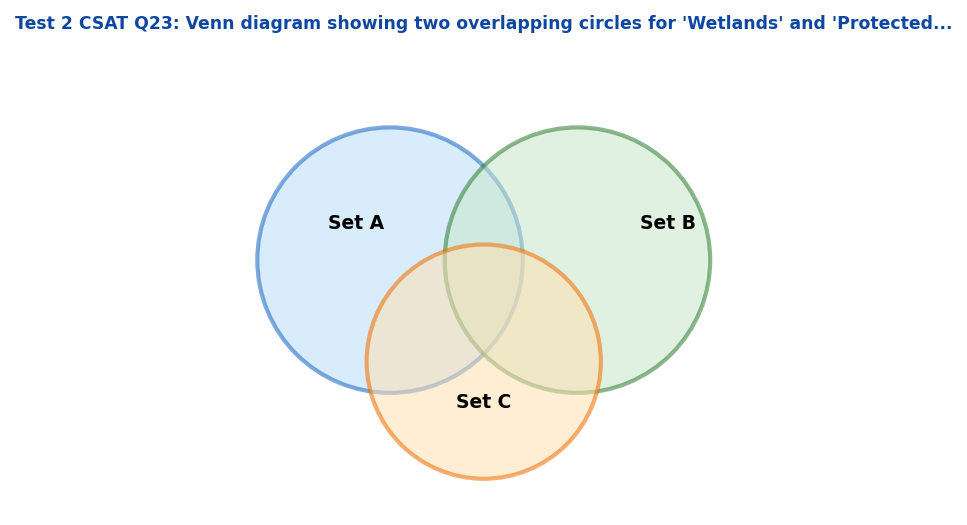 Test 2 CSAT Q23: Venn diagram showing two overlapping circles for 'Wetlands' and 'Protected...
Set A
Set B
Set C